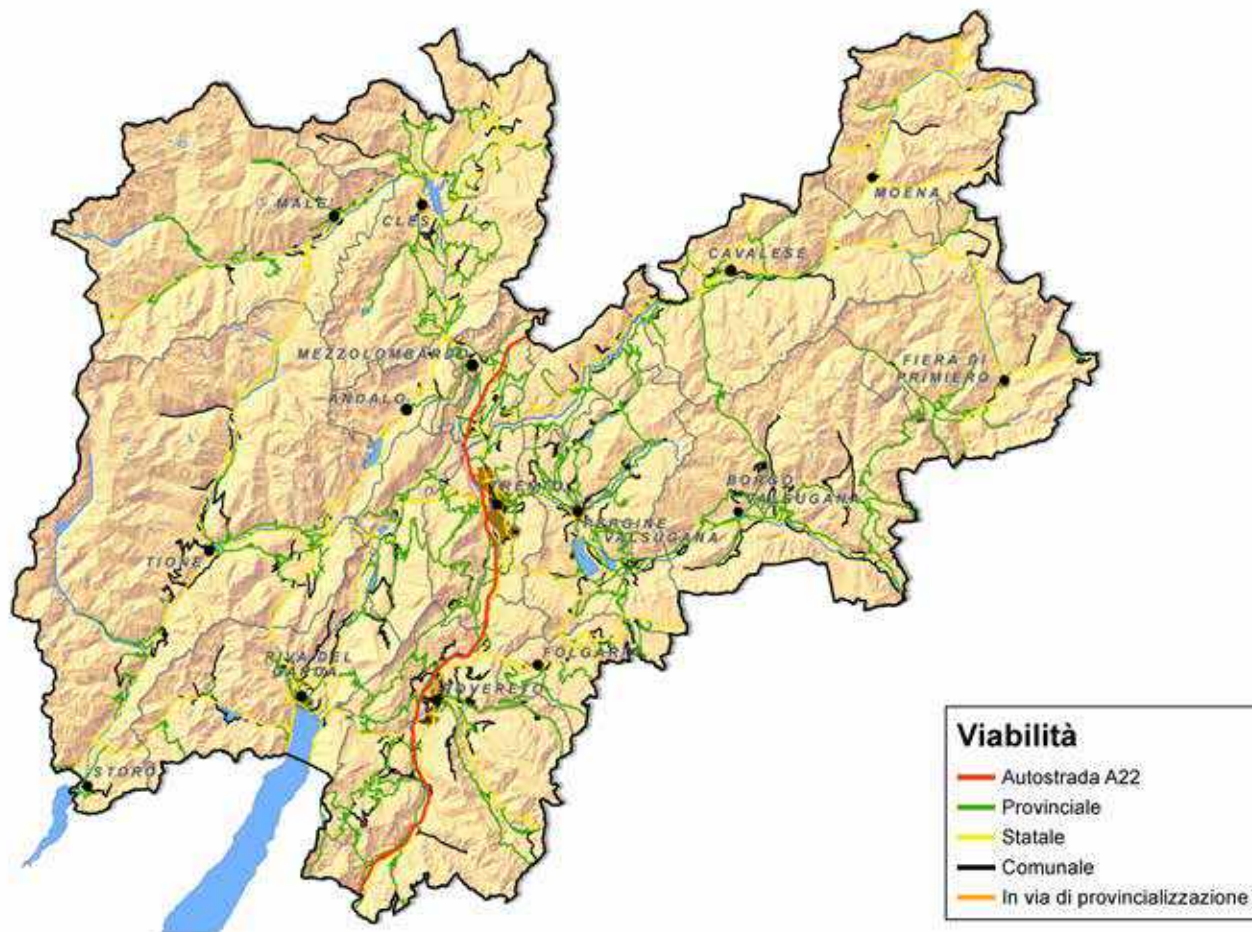 MALE'
CLES
MOENA
CAVALESE
MEZZOLOMBARDO
FIERA DI
PRIMIERO
ANDALO
TRENTO
BORGO
VALSUGANA
PERGINE
VALSUGANA
TIONE
RIVA DEL
GARDA
FOLGARIA
ROVERETO
STORO
Viabilità
Autostrada A22
Provinciale
Statale
Comunale
In via di provincializzazione